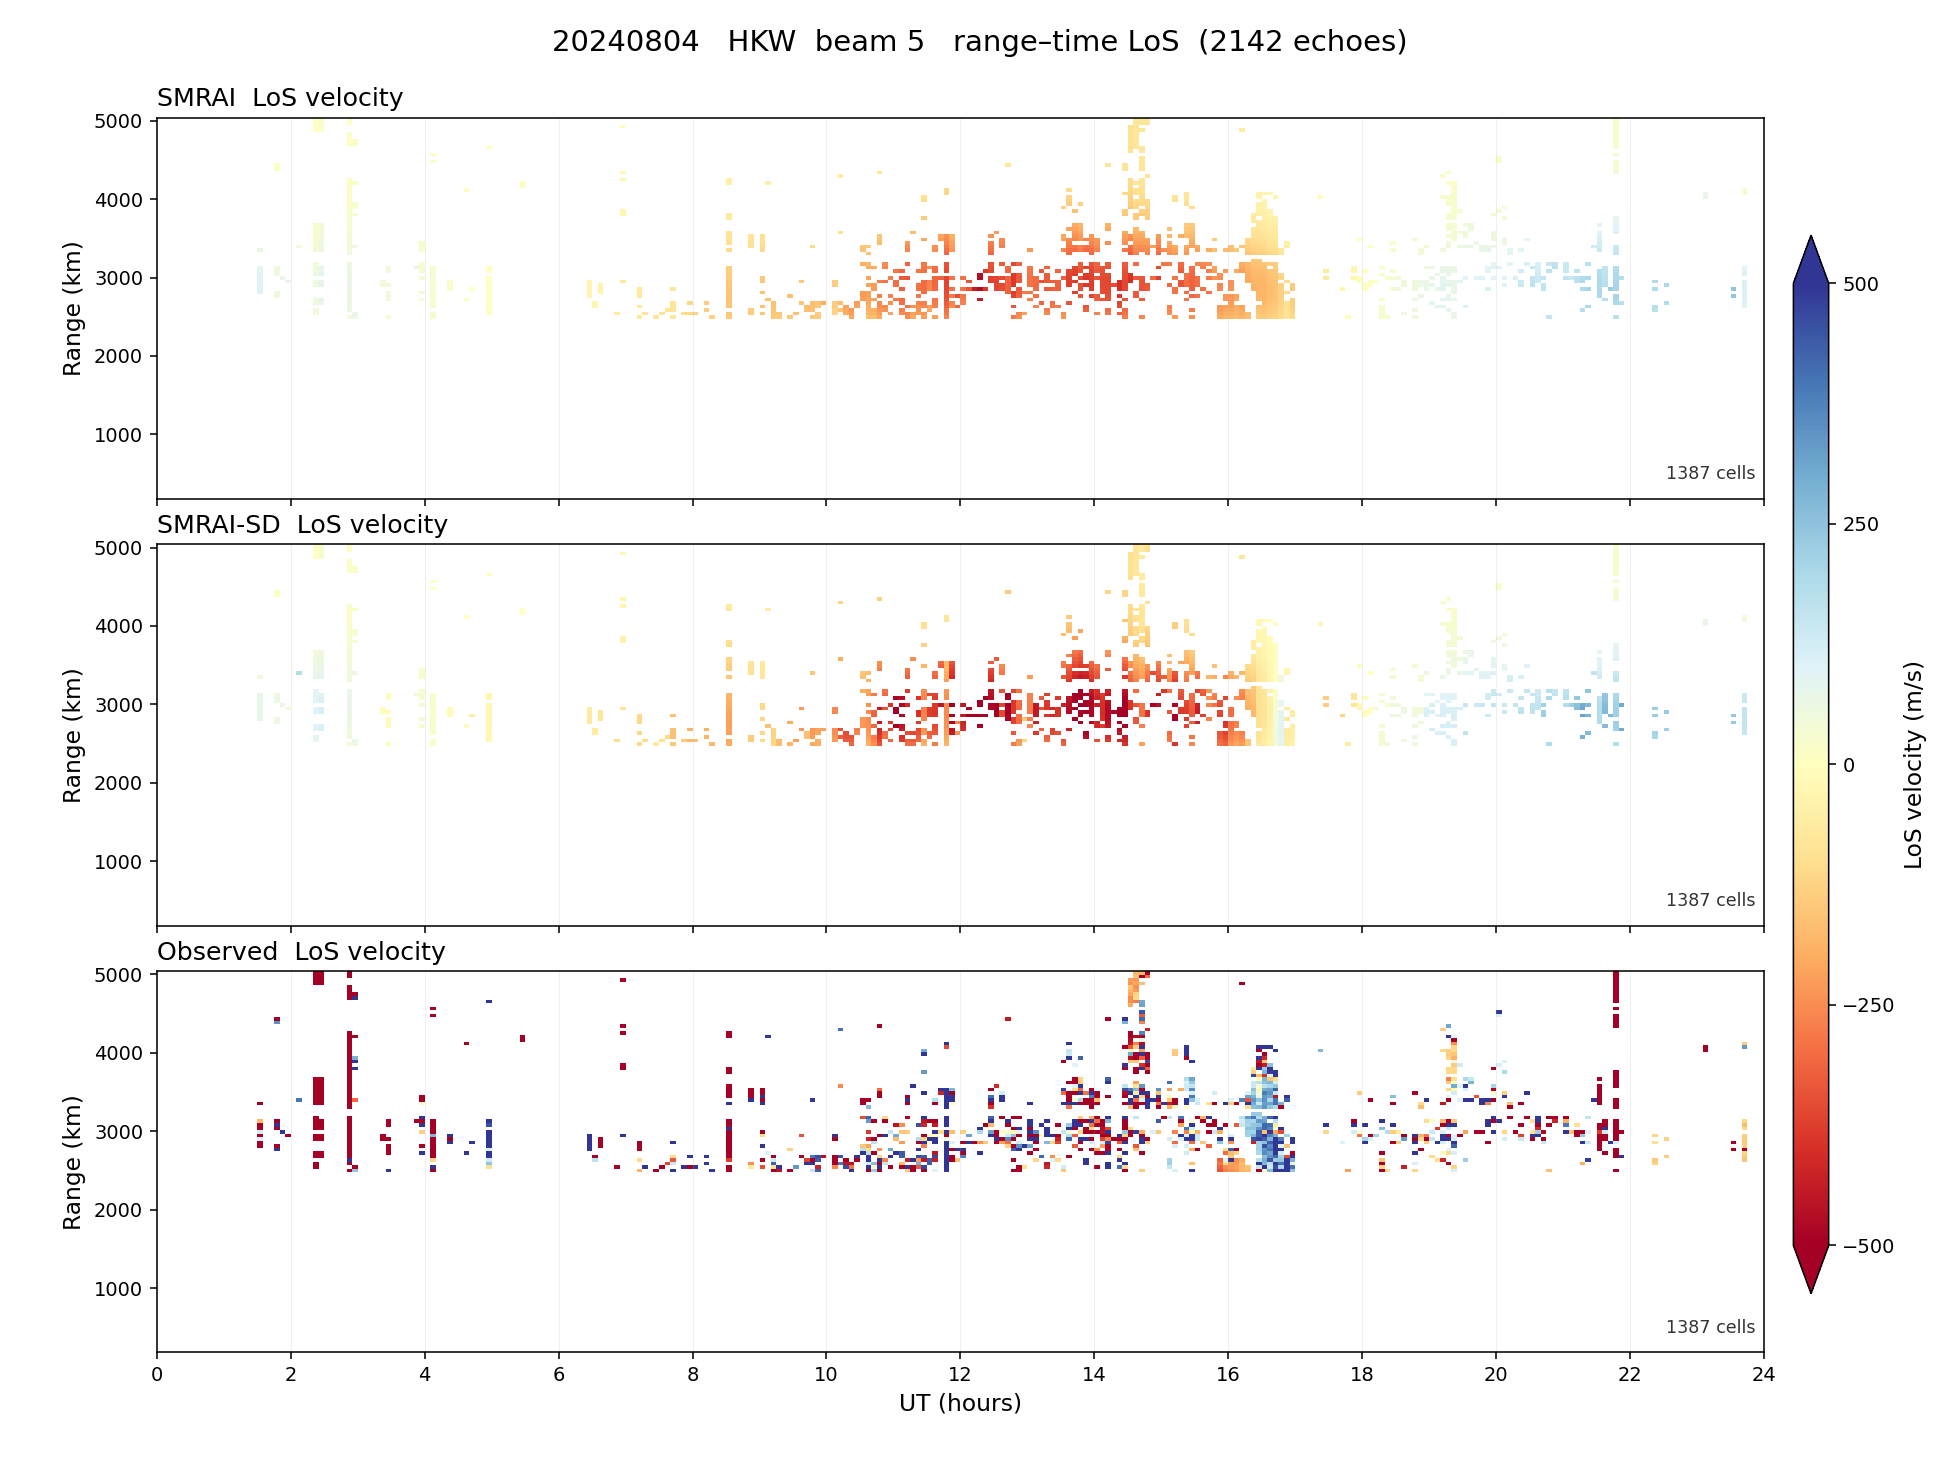 20240804   HKW  beam 5   range–time LoS  (2142 echoes)
SMRAI  LoS velocity
5000
4000
3000
2000
1000
Range (km)
1387 cells
SMRAI-SD  LoS velocity
5000
4000
3000
2000
1000
Range (km)
1387 cells
Observed  LoS velocity
5000
4000
3000
2000
1000
Range (km)
1387 cells
0 2 4 6 8 10 12 14 16 18 20 22 24
UT (hours)
500
250
0
−250
−500
LoS velocity (m/s)